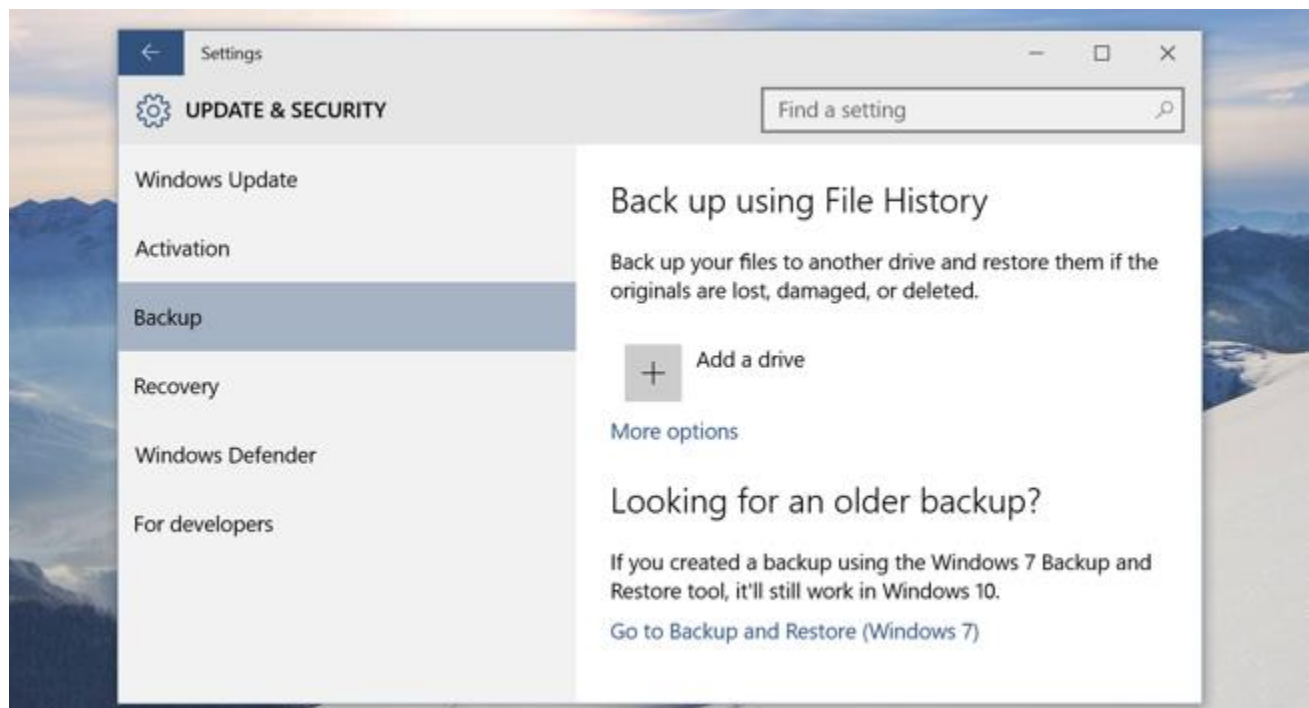 Settings
UPDATE & SECURITY
Find a setting
Windows Update
Activation
Backup
Recovery
Windows Defender
For developers
Back up using File History
Back up your files to another drive and restore them if the
originals are lost, damaged, or deleted.
Add a drive
More options
Looking for an older backup?
If you created a backup using the Windows 7 Backup and
Restore tool, it'll still work in Windows 10.
Go to Backup and Restore (Windows 7)